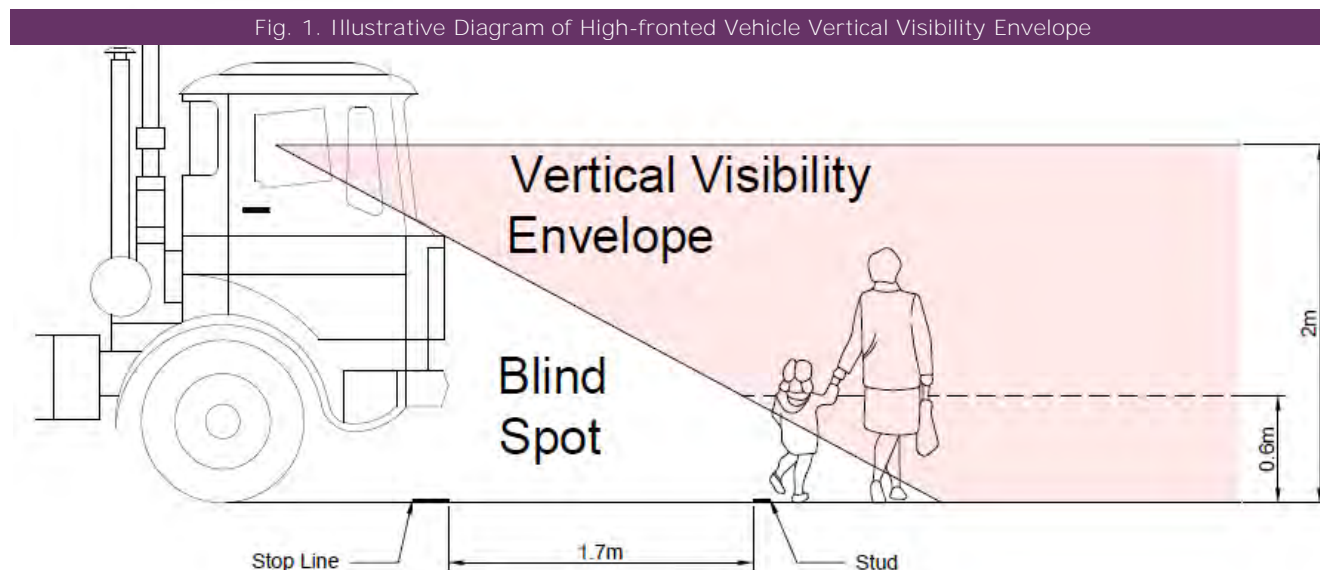 Fig. 1. Illustrative Diagram of High-fronted Vehicle Vertical Visibility Envelope
Vertical Visibility
Envelope
2m
Blind
Spot
0.6m
Stop Line
1.7m
Stud